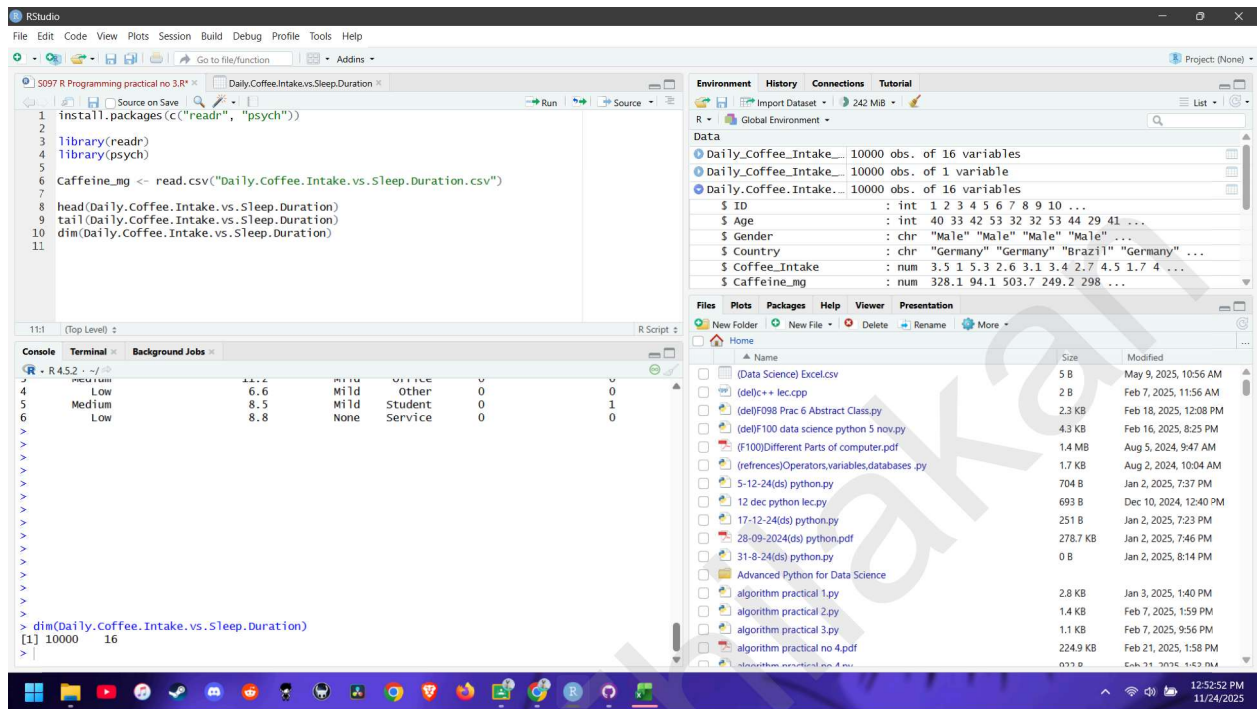 RStudio
File Edit Code View Plots Session Build Debug Profile Tools Help
Go to file/function Addins Project: (None)
S097 R Programming practical no 3.R* Daily.Coffee.Intake.vs.Sleep.Duration
Source on Save Run Source
1 install.packages(c("readr", "psych"))
2
3 library(readr)
4 library(psych)
5
6 Caffeine_mg <- read.csv("Daily.Coffee.Intake.vs.Sleep.Duration.csv")
7
8 head(Daily.Coffee.Intake.vs.Sleep.Duration)
9 tail(Daily.Coffee.Intake.vs.Sleep.Duration)
10 dim(Daily.Coffee.Intake.vs.Sleep.Duration)
11
11:1 (Top Level) R Script
Console Terminal Background Jobs
R 4.5.2 · ~/
4 Low 6.6 Mild Other 0 0
5 Medium 8.5 Mild Student 0 1
6 Low 8.8 None Service 0 0
>
>
>
>
>
>
>
>
>
>
>
>
>
>
> dim(Daily.Coffee.Intake.vs.Sleep.Duration)
[1] 10000 16
>
Environment History Connections Tutorial
Import Dataset 242 MiB List
R Global Environment
Data
Daily_Coffee_Intake_… 10000 obs. of 16 variables
Daily_Coffee_Intake_… 10000 obs. of 1 variable
Daily.Coffee.Intake.… 10000 obs. of 16 variables
$ ID : int 1 2 3 4 5 6 7 8 9 10 ...
$ Age : int 40 33 42 53 32 32 53 44 29 41 ...
$ Gender : chr "Male" "Male" "Male" "Male" ...
$ Country : chr "Germany" "Germany" "Brazil" "Germany" ...
$ Coffee_Intake : num 3.5 1 5.3 2.6 3.1 3.4 2.7 4.5 1.7 4 ...
$ Caffeine_mg : num 328.1 94.1 503.7 249.2 298 ...
Files Plots Packages Help Viewer Presentation
New Folder New File Delete Rename More
Home
Name Size Modified
(Data Science) Excel.csv 5 B May 9, 2025, 10:56 AM
(del)c++ lec.cpp 2 B Feb 7, 2025, 11:56 AM
(del)F098 Prac 6 Abstract Class.py 2.3 KB Feb 18, 2025, 12:08 PM
(del)F100 data science python 5 nov.py 4.3 KB Feb 16, 2025, 8:25 PM
(F100)Different Parts of computer.pdf 1.4 MB Aug 5, 2024, 9:47 AM
(refrences)Operators,variables,databases .py 1.7 KB Aug 2, 2024, 10:04 AM
5-12-24(ds) python.py 704 B Jan 2, 2025, 7:37 PM
12 dec python lec.py 693 B Dec 10, 2024, 12:40 PM
17-12-24(ds) python.py 251 B Jan 2, 2025, 7:23 PM
28-09-2024(ds) python.pdf 278.7 KB Jan 2, 2025, 7:46 PM
31-8-24(ds) python.py 0 B Jan 2, 2025, 8:14 PM
Advanced Python for Data Science
algorithm practical 1.py 2.8 KB Jan 3, 2025, 1:40 PM
algorithm practical 2.py 1.4 KB Feb 7, 2025, 1:59 PM
algorithm practical 3.py 1.1 KB Feb 7, 2025, 9:56 PM
algorithm practical no 4.pdf 224.9 KB Feb 21, 2025, 1:58 PM
12:52:52 PM
11/24/2025